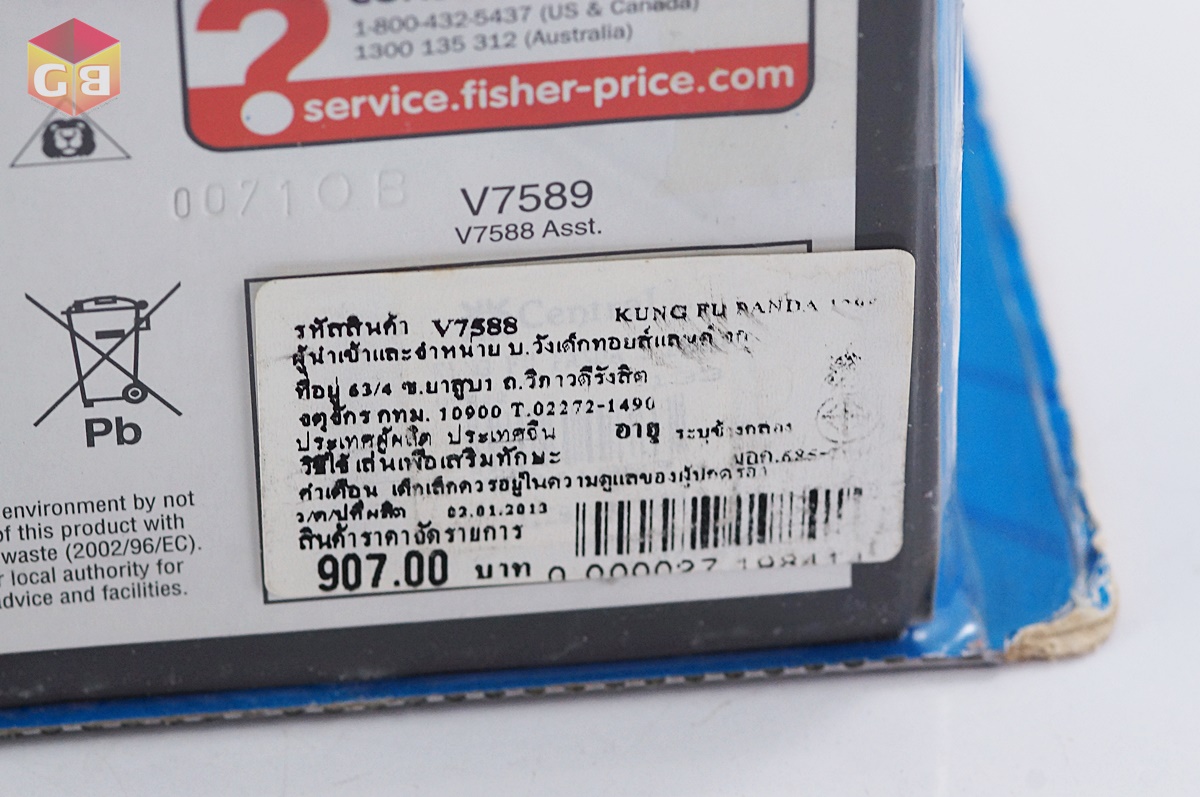 GB
1-800-432-5437 (US & Canada)
1300 135 312 (Australia)
?
service.fisher-price.com
00710B
V7589
V7588 Asst.
รหัสสินค้า V7588 KUNG FU PANDA
ผู้นำเข้าและจำหน่าย บ.วังเด็กทอยส์แลนด์
ที่อยู่ 63/4 ซ.ยาสูบ1 ถ.วิภาวดีรังสิต
จตุจักร กทม. 10900 T.02272-1490
ประเทศผู้ผลิต ประเทศจีน อายุ ระบุข้างกล่อง
วิธีใช้ เล่นเพื่อเสริมทักษะ มอก.685-
คำเตือน เด็กเล็กควรอยู่ในความดูแลของผู้ปกครอง
ว/ด/ปที่ผลิต 02.01.2013
สินค้าราคาจัดรายการ
907.00 บาท
Pb
environment by not
of this product with
waste (2002/96/EC).
local authority for
advice and facilities.